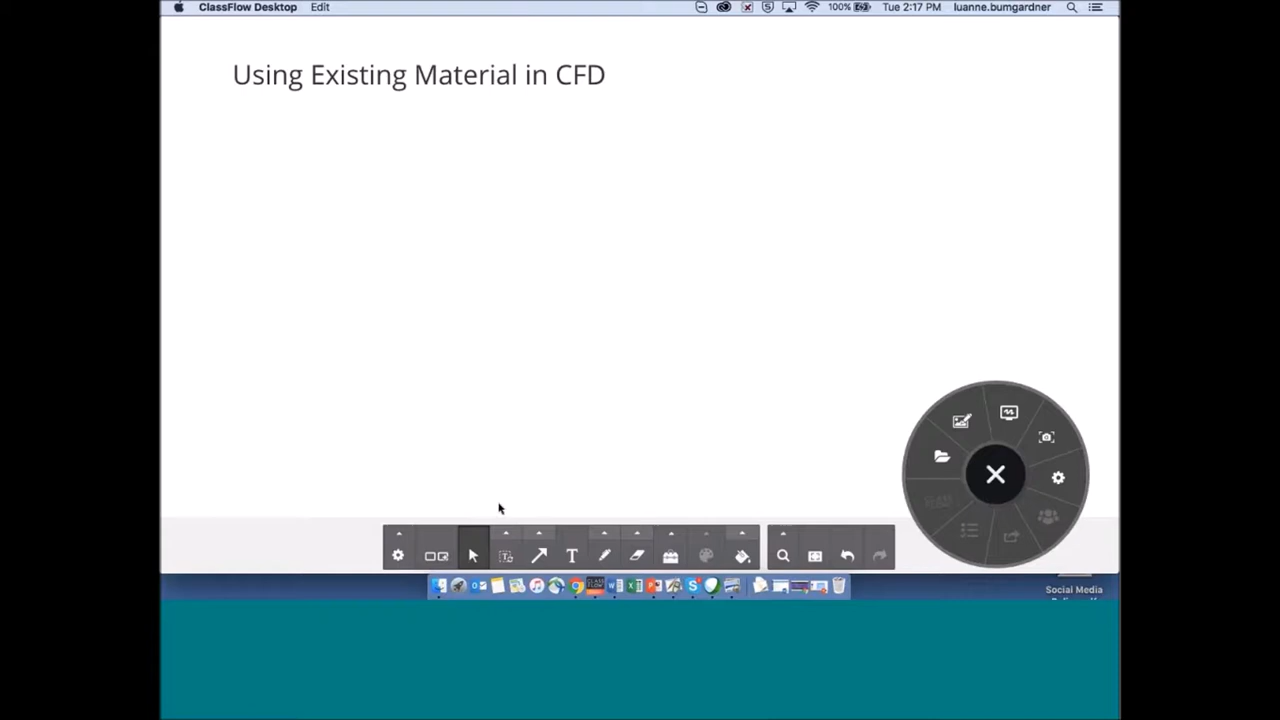 ClassFlow Desktop Edit 100% Tue 2:17 PM luanne.bumgardner
Using Existing Material in CFD
T
Social Media